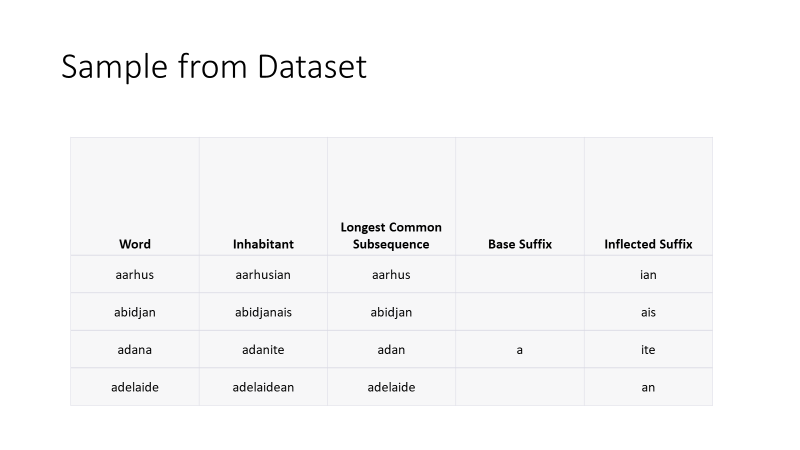 Sample from Dataset
Word Inhabitant Longest Common Subsequence Base Suffix Inflected Suffix
aarhus aarhusian aarhus ian
abidjan abidjanais abidjan ais
adana adanite adan a ite
adelaide adelaidean adelaide an